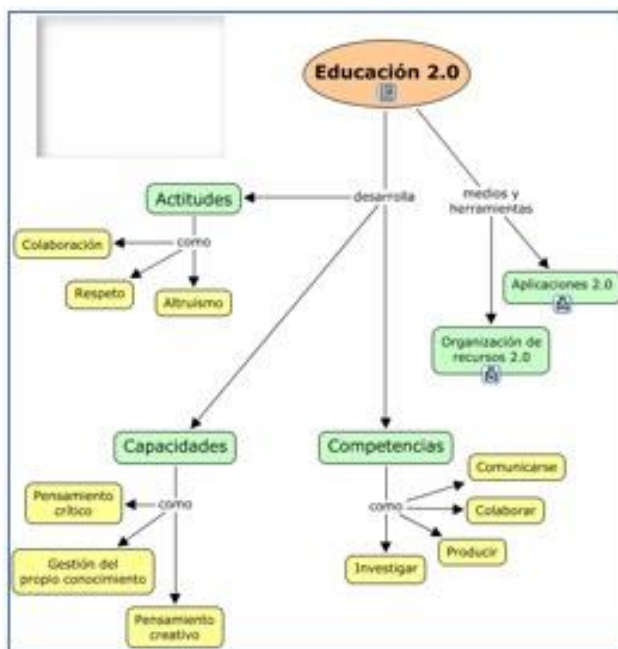 Educación 2.0
desarrolla
medios y
herramientas
Actitudes
como
Colaboración
Respeto
Altruismo
Aplicaciones 2.0
Organización de
recursos 2.0
Capacidades
como
Pensamiento
crítico
Gestión del
propio conocimiento
Pensamiento
creativo
Competencias
como
Comunicarse
Colaborar
Producir
Investigar